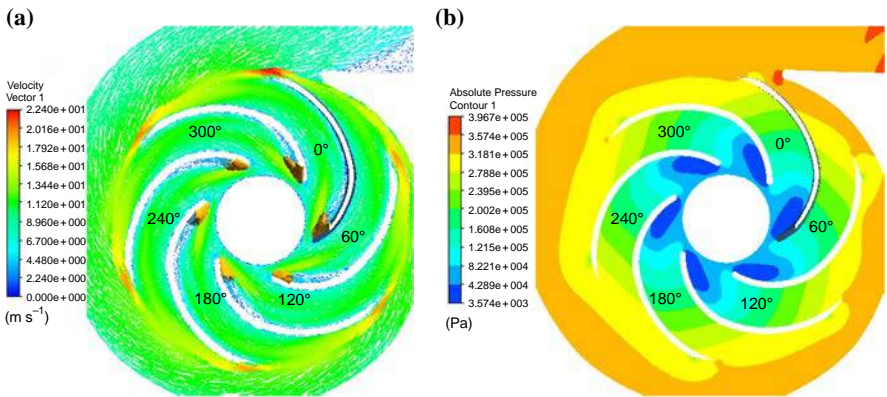 (a)
Velocity
Vector 1
2.240e + 001
2.016e + 001
1.792e + 001
1.568e + 001
1.344e + 001
1.120e + 001
8.960e + 000
6.700e + 000
4.480e + 000
2.240e + 000
0.000e + 000
(m s⁻¹)
300°
0°
240°
60°
180°
120°
(b)
Absolute Pressure
Contour 1
3.967e + 005
3.574e + 005
3.181e + 005
2.788e + 005
2.395e + 005
2.002e + 005
1.608e + 005
1.215e + 005
8.221e + 004
4.289e + 004
3.574e + 003
(Pa)
300°
0°
240°
60°
180°
120°